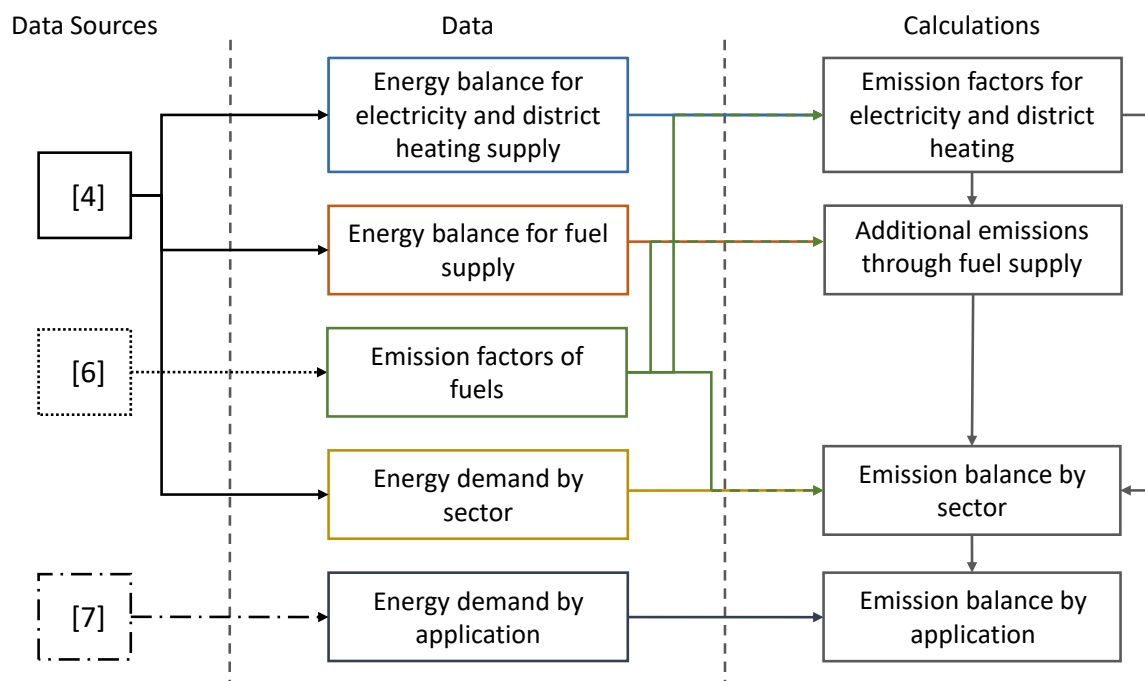 Data Sources
Data
Calculations
[4]
[6]
[7]
Energy balance for
electricity and district
heating supply
Energy balance for fuel
supply
Emission factors of
fuels
Energy demand by
sector
Energy demand by
application
Emission factors for
electricity and district
heating
Additional emissions
through fuel supply
Emission balance by
sector
Emission balance by
application